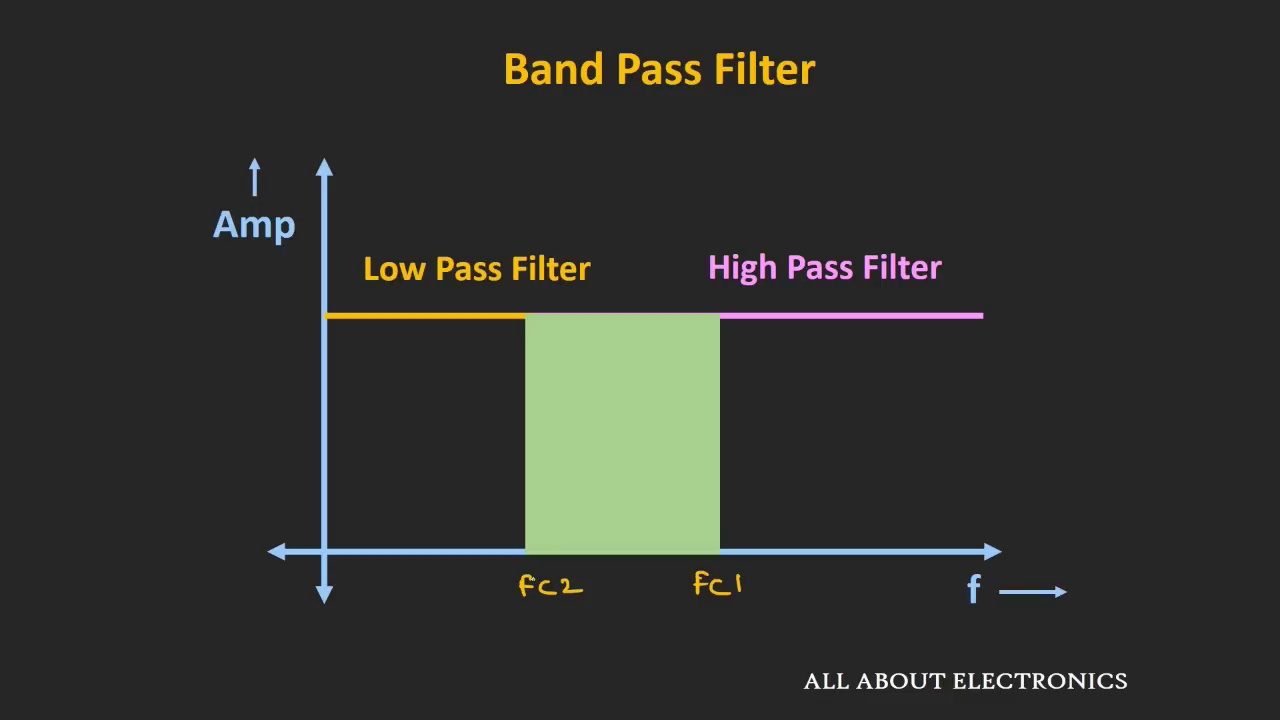 Band Pass Filter
Amp
Low Pass Filter
High Pass Filter
FC2
FC1
f
ALL ABOUT ELECTRONICS